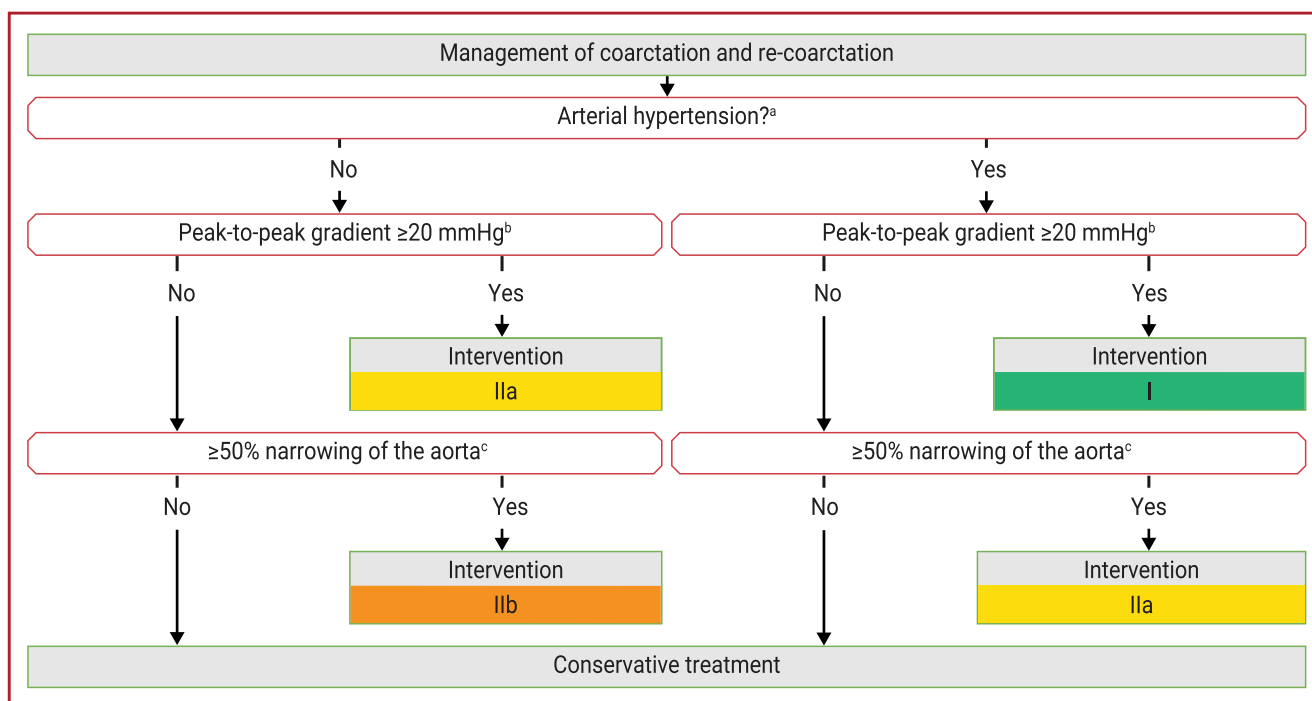 Management of coarctation and re-coarctation
Arterial hypertension?ᵃ
No
Yes
Peak-to-peak gradient ≥20 mmHgᵇ
Peak-to-peak gradient ≥20 mmHgᵇ
No
Yes
No
Yes
Intervention
IIa
Intervention
I
≥50% narrowing of the aortaᶜ
≥50% narrowing of the aortaᶜ
No
Yes
No
Yes
Intervention
IIb
Intervention
IIa
Conservative treatment